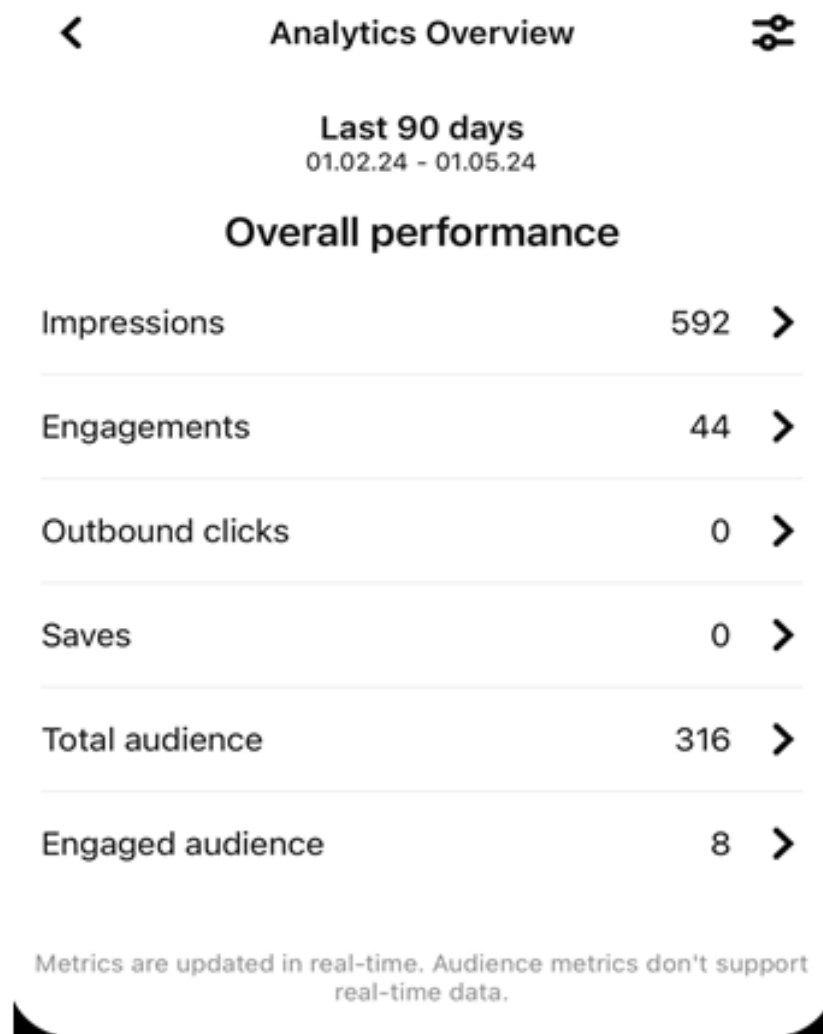 Analytics Overview
Last 90 days
01.02.24 - 01.05.24
Overall performance
Impressions 592
Engagements 44
Outbound clicks 0
Saves 0
Total audience 316
Engaged audience 8
Metrics are updated in real-time. Audience metrics don't support
real-time data.